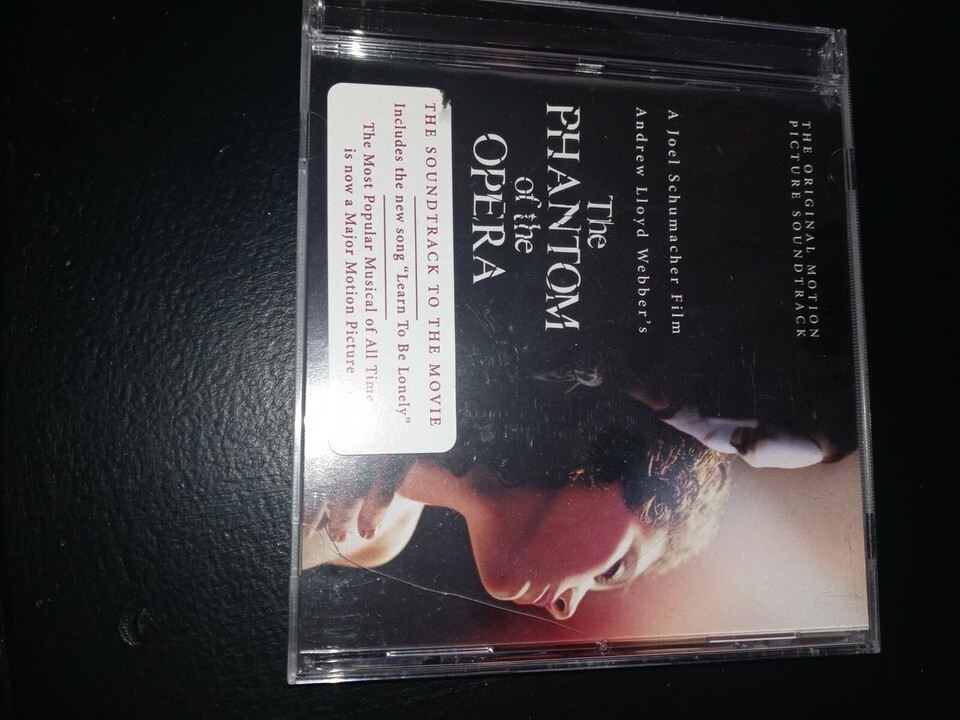 THE ORIGINAL MOTION
PICTURE SOUNDTRACK
A Joel Schumacher Film
Andrew Lloyd Webber's
The
PHANTOM
of the
OPERA
THE SOUNDTRACK TO THE MOVIE
Includes the new song "Learn To Be Lonely"
The Most Popular Musical of All Time
is now a Major Motion Picture